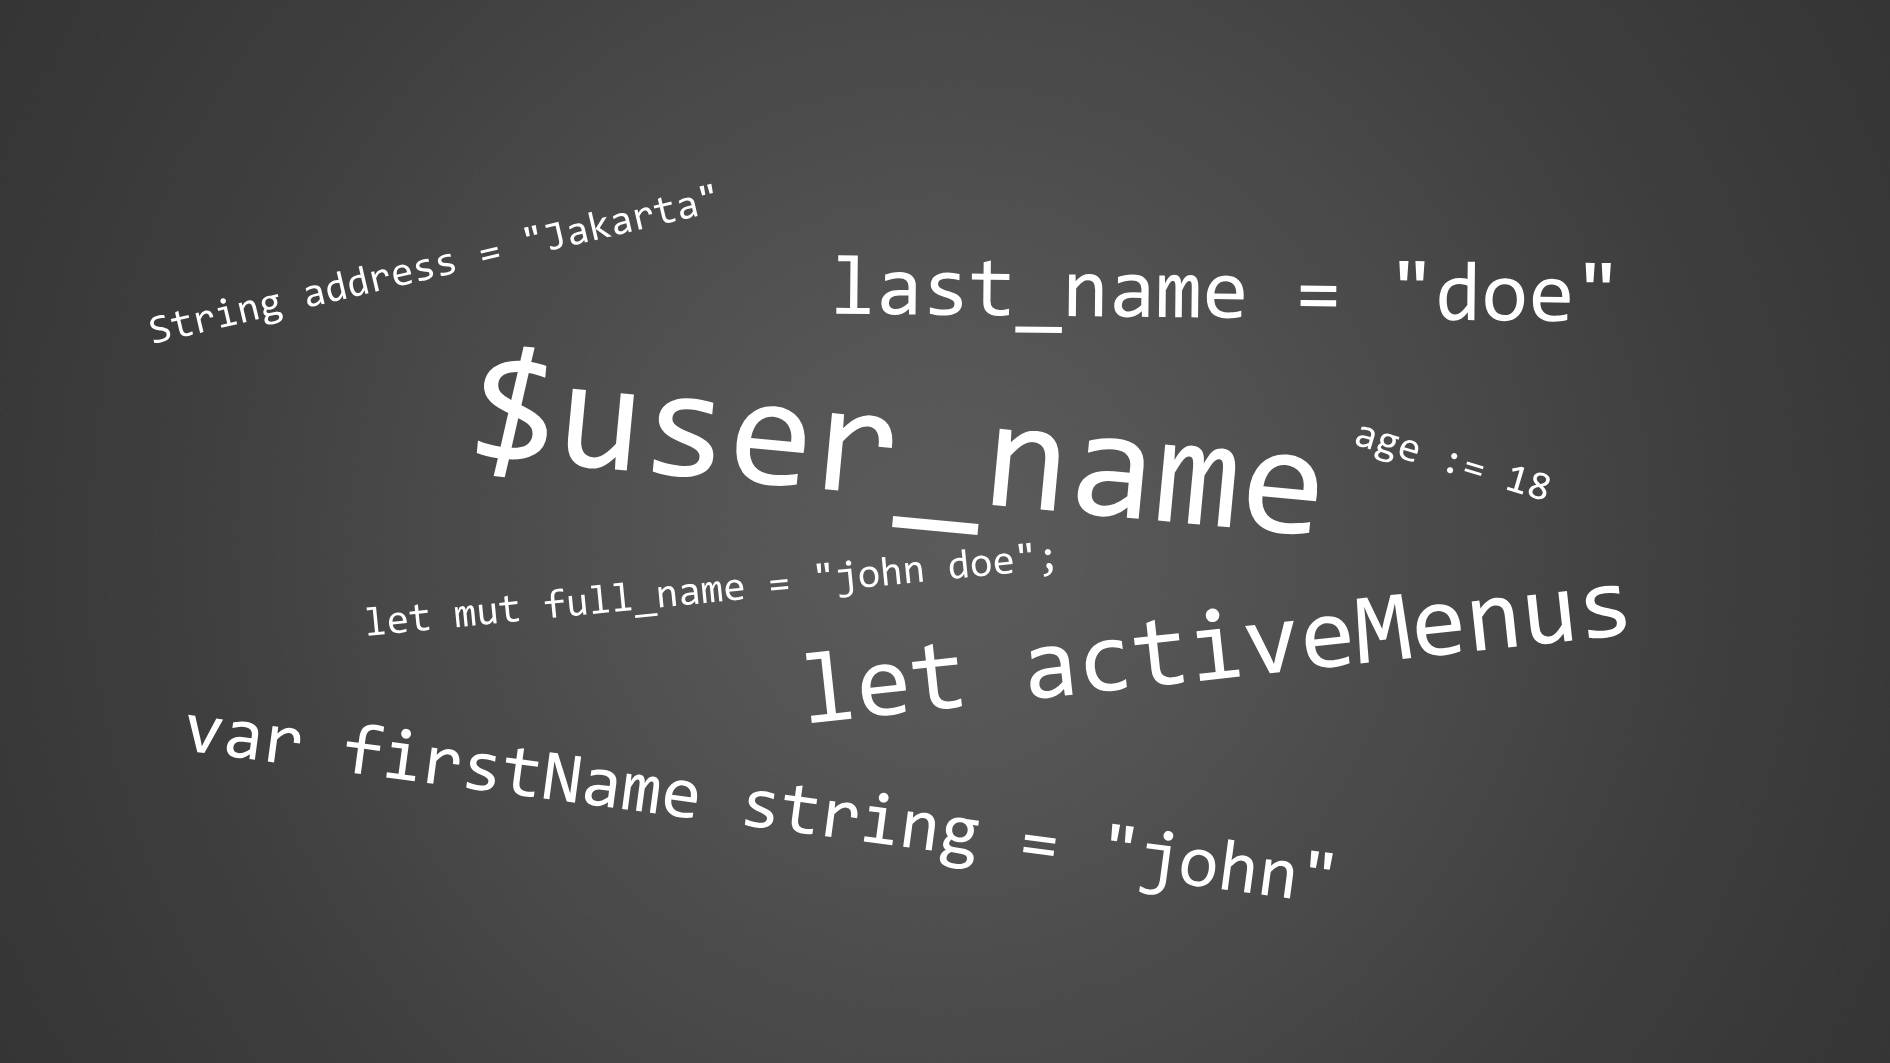 String address = "Jakarta"
last_name = "doe"
$user_name
age := 18
let mut full_name = "john doe";
let activeMenus
var firstName string = "john"